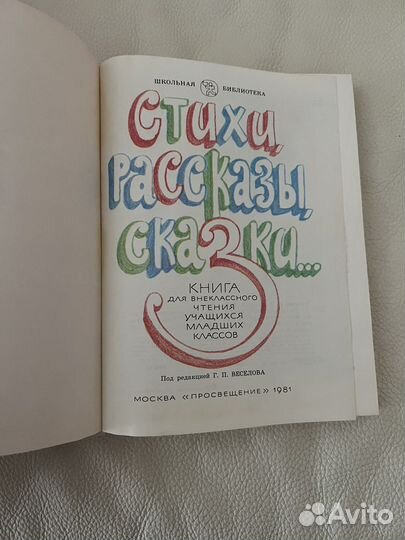 ШКОЛЬНАЯ БИБЛИОТЕКА
СТИХИ,
РАССКАЗЫ,
СКАЗКИ...
КНИГА
ДЛЯ ВНЕКЛАССНОГО
ЧТЕНИЯ
УЧАЩИХСЯ
МЛАДШИХ
КЛАССОВ
Под редакцией Г. П. ВЕСЕЛОВА
МОСКВА «ПРОСВЕЩЕНИЕ» 1981
Avito